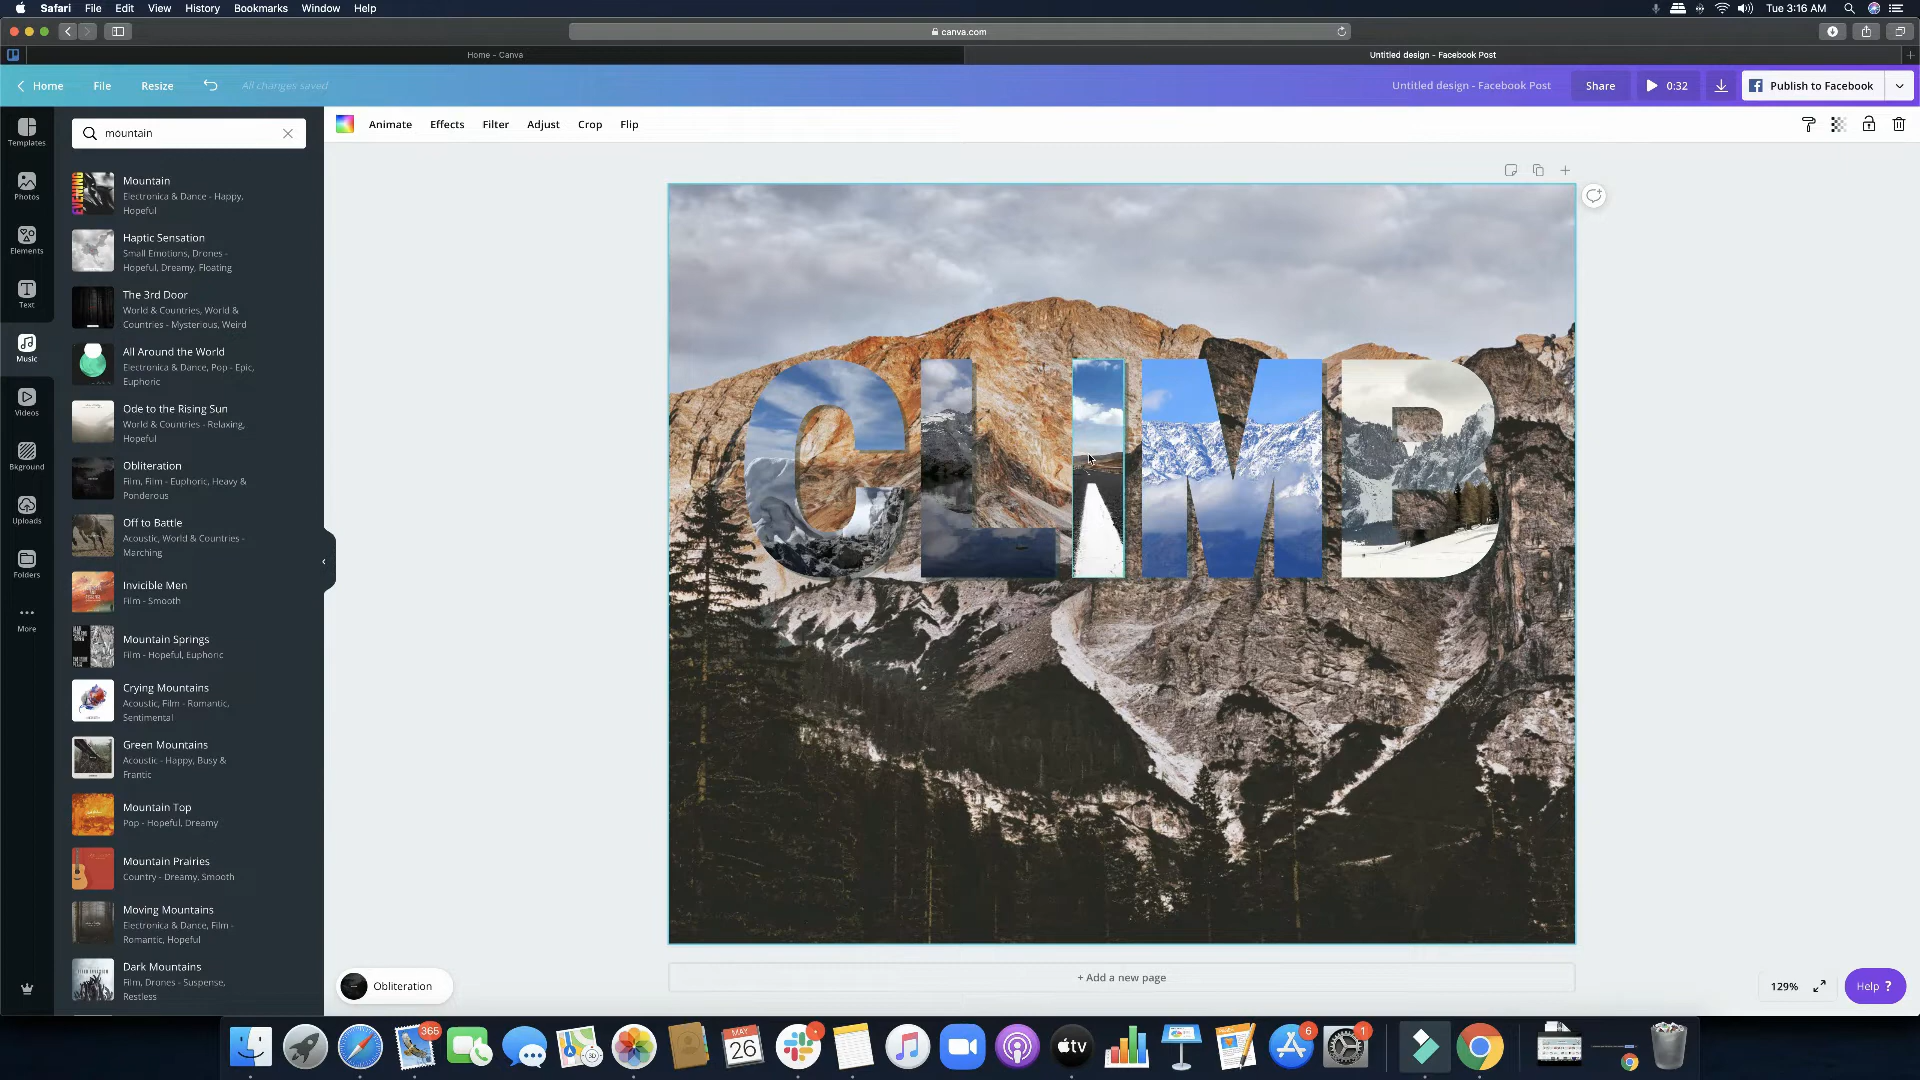 Safari File Edit View History Bookmarks Window Help
Tue 3:16 AM
canva.com
Home - Canva
Untitled design - Facebook Post
Home File Resize All changes saved
Untitled design - Facebook Post Share 0:32 Publish to Facebook
Templates
Photos
Elements
Text
Music
Videos
Bkground
Uploads
Folders
More
mountain
Mountain
Electronica & Dance - Happy,
Hopeful
Haptic Sensation
Small Emotions, Drones -
Hopeful, Dreamy, Floating
The 3rd Door
World & Countries, World &
Countries - Mysterious, Weird
All Around the World
Electronica & Dance, Pop - Epic,
Euphoric
Ode to the Rising Sun
World & Countries - Relaxing,
Hopeful
Obliteration
Film, Film - Euphoric, Heavy &
Ponderous
Off to Battle
Acoustic, World & Countries -
Marching
Invicible Men
Film - Smooth
Mountain Springs
Film - Hopeful, Euphoric
Crying Mountains
Acoustic, Film - Romantic,
Sentimental
Green Mountains
Acoustic - Happy, Busy &
Frantic
Mountain Top
Pop - Hopeful, Dreamy
Mountain Prairies
Country - Dreamy, Smooth
Moving Mountains
Electronica & Dance, Film -
Romantic, Hopeful
Dark Mountains
Film, Drones - Suspense,
Restless
EVENING
Animate Effects Filter Adjust Crop Flip
CLIMB
+ Add a new page
Obliteration
129%
Help ?
365
MAY
26
tv
6
1